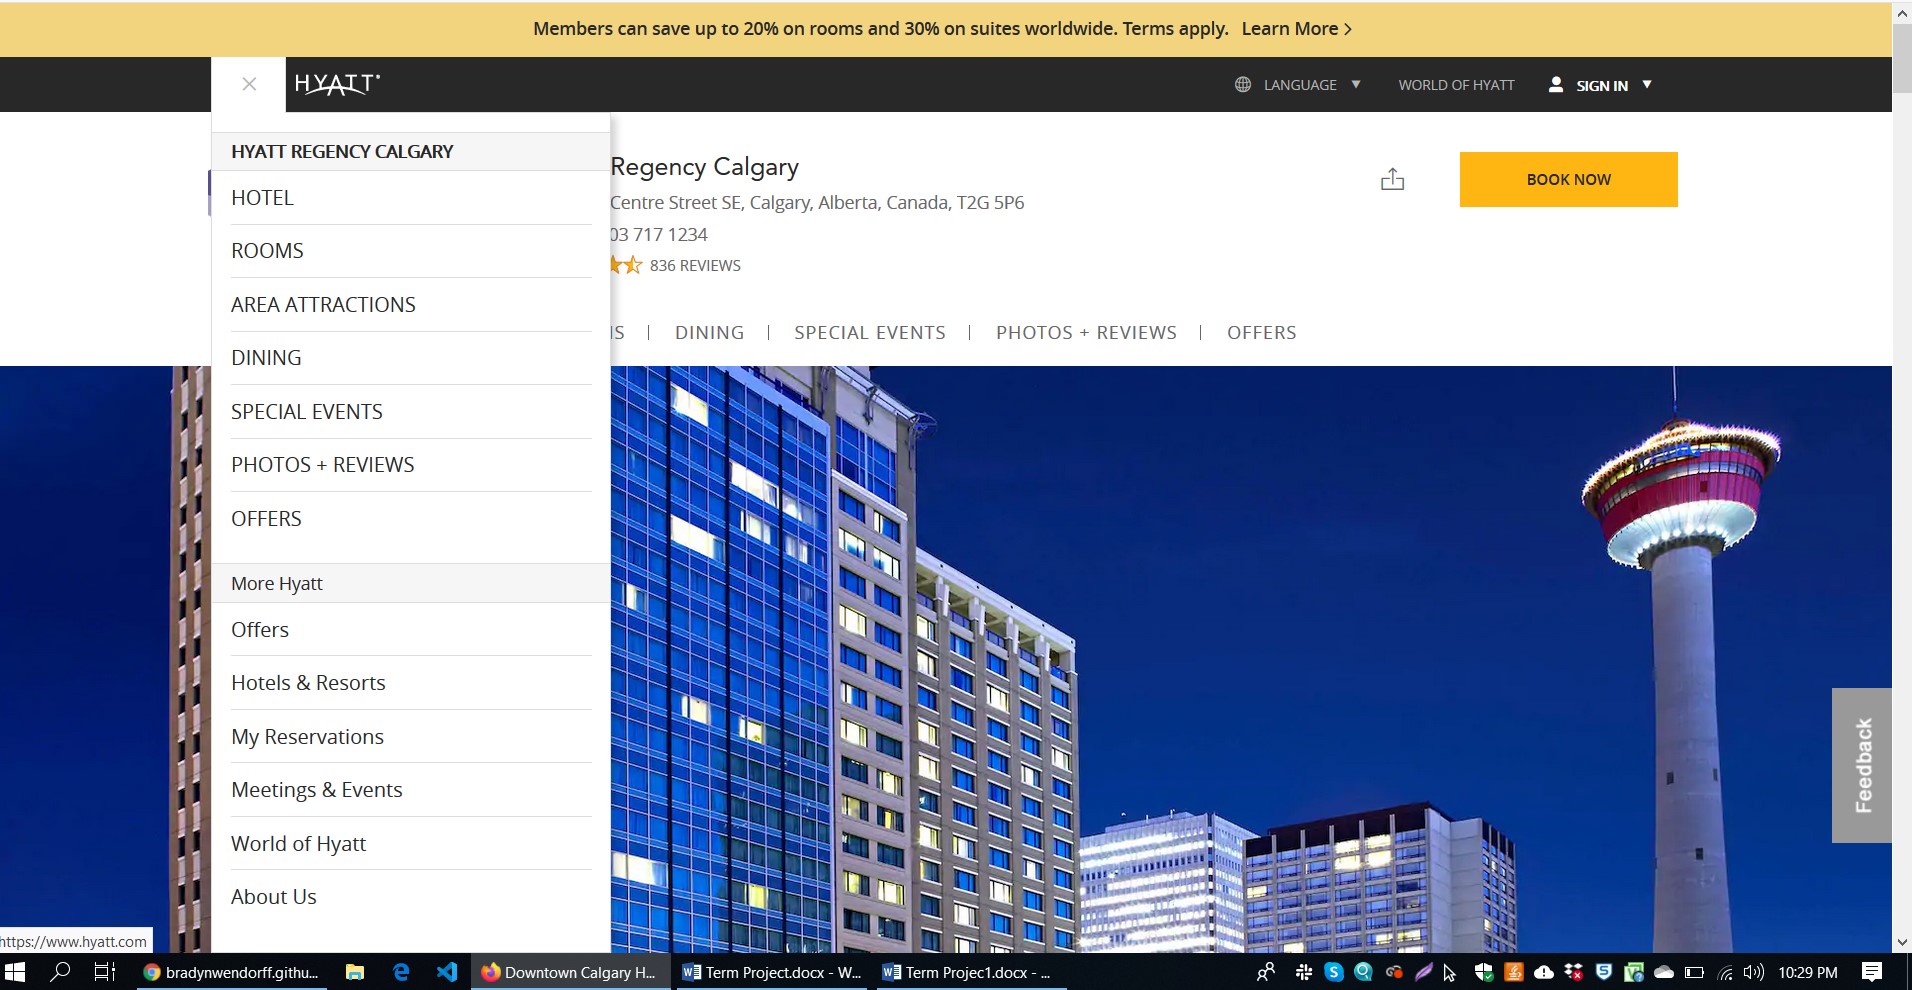 Members can save up to 20% on rooms and 30% on suites worldwide. Terms apply. Learn More >
HYATT
LANGUAGE
WORLD OF HYATT
SIGN IN
HYATT REGENCY CALGARY
HOTEL
ROOMS
AREA ATTRACTIONS
DINING
SPECIAL EVENTS
PHOTOS + REVIEWS
OFFERS
More Hyatt
Offers
Hotels & Resorts
My Reservations
Meetings & Events
World of Hyatt
About Us
Regency Calgary
Centre Street SE, Calgary, Alberta, Canada, T2G 5P6
03 717 1234
836 REVIEWS
BOOK NOW
S | DINING | SPECIAL EVENTS | PHOTOS + REVIEWS | OFFERS
Feedback
https://www.hyatt.com
bradynwendorff.githu...
Downtown Calgary H...
Term Project.docx - W...
Term Projec1.docx - ...
10:29 PM